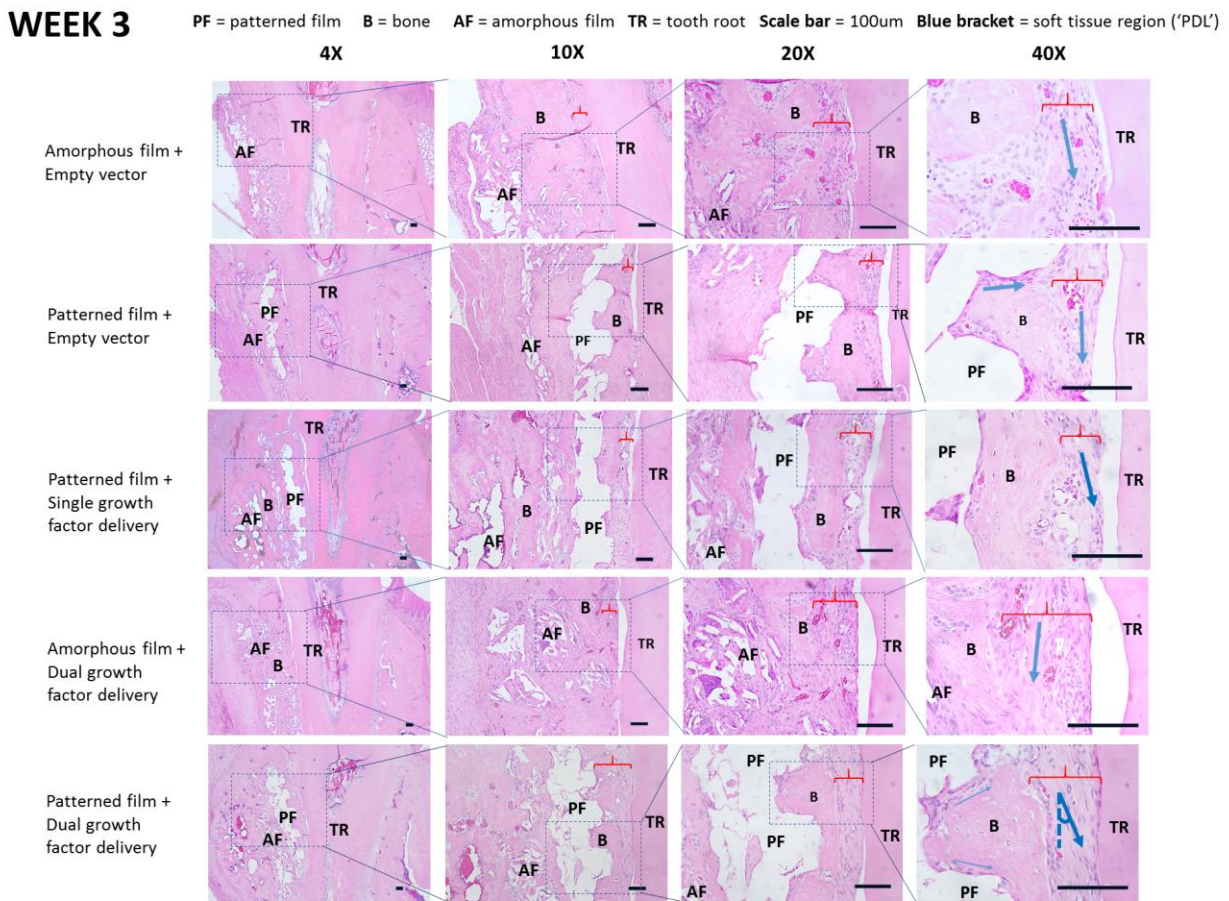 WEEK 3
PF = patterned film B = bone AF = amorphous film TR = tooth root Scale bar = 100um Blue bracket = soft tissue region (‘PDL’)
4X 10X 20X 40X
Amorphous film +
Empty vector
AF TR
B TR AF
B TR AF
B TR
Patterned film +
Empty vector
TR PF AF
TR B AF PF
PF TR B
B TR PF
Patterned film +
Single growth
factor delivery
TR PF B AF
TR B PF AF
PF TR B AF
PF B TR
Amorphous film +
Dual growth
factor delivery
AF TR B
B AF TR
B AF TR
TR B AF
Patterned film +
Dual growth
factor delivery
PF TR AF
PF TR B AF
PF B TR PF AF
PF B TR PF